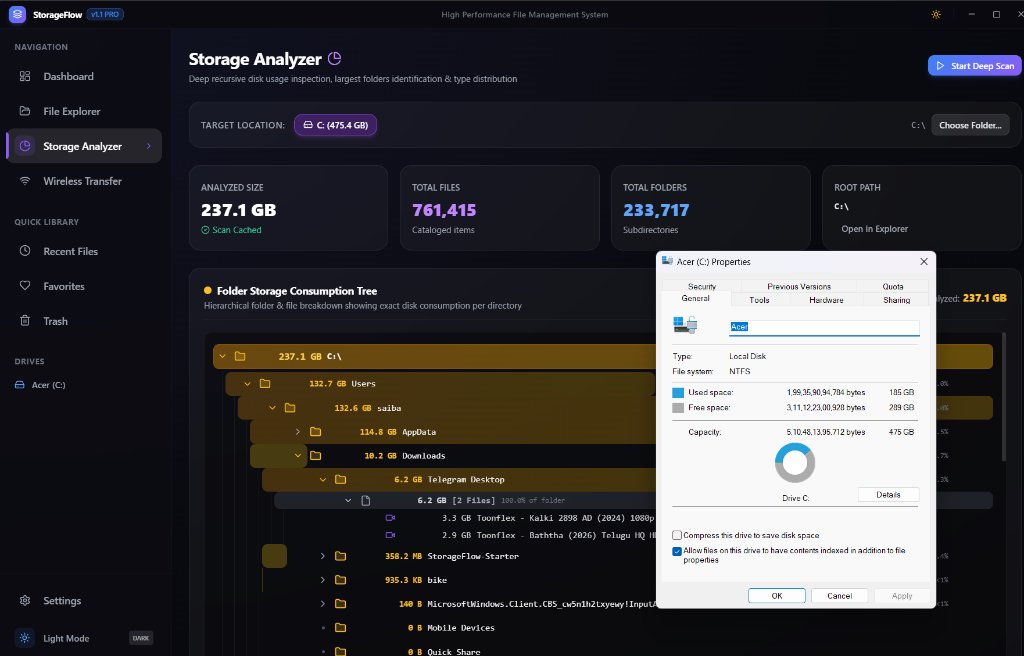 StorageFlow v1.1 PRO
High Performance File Management System
NAVIGATION
Dashboard
File Explorer
Storage Analyzer
Wireless Transfer
QUICK LIBRARY
Recent Files
Favorites
Trash
DRIVES
Acer (C:)
Settings
Light Mode DARK
Storage Analyzer
Deep recursive disk usage inspection, largest folders identification & type distribution
Start Deep Scan
TARGET LOCATION: C: (475.4 GB)
C:\ Choose Folder...
ANALYZED SIZE
237.1 GB
Scan Cached
TOTAL FILES
761,415
Cataloged items
TOTAL FOLDERS
233,717
Subdirectories
ROOT PATH
C:\
Open In Explorer
Folder Storage Consumption Tree
Hierarchical folder & file breakdown showing exact disk consumption per directory
237.1 GB
237.1 GB C:\
132.7 GB Users
132.6 GB saiba
114.8 GB AppData
10.2 GB Downloads
6.2 GB Telegram Desktop
6.2 GB [2 Files] 100.0% of folder
3.3 GB Toonflex - Kalki 2898 AD (2024) 1080p
2.9 GB Toonflex - Baththa (2026) Telugu HQ
358.2 MB StorageFlow-Starter
935.3 KB bike
140 B MicrosoftWindows.Client.CBS_cw5n1h2txyewy!InputA
0 B Mobile Devices
0 B Quick Share
Acer (C:) Properties
Security Previous Versions Quota
General Tools Hardware Sharing
Acer
Type: Local Disk
File system: NTFS
Used space: 1,99,35,90,94,784 bytes 185 GB
Free space: 3,11,12,23,00,928 bytes 289 GB
Capacity: 5,10,48,13,95,712 bytes 475 GB
Drive C: Details
Compress this drive to save disk space
Allow files on this drive to have contents indexed in addition to file
properties
OK Cancel Apply